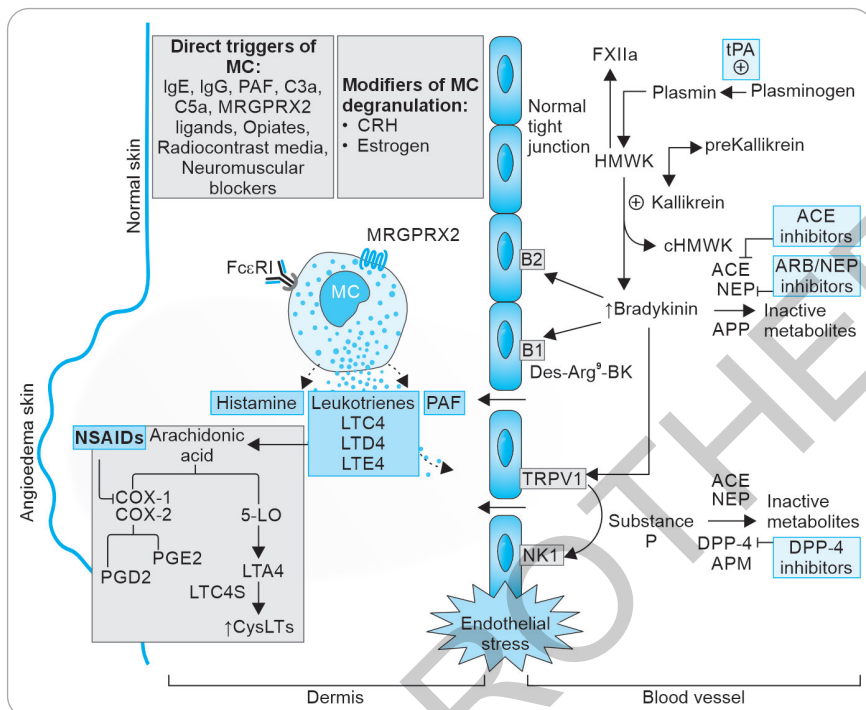 Direct triggers of
MC:
IgE, IgG, PAF, C3a,
C5a, MRGPRX2
ligands, Opiates,
Radiocontrast media,
Neuromuscular
blockers
Modifiers of MC
degranulation:
• CRH
• Estrogen
Normal skin
Angioedema skin
MRGPRX2
FcεRI
MC
Histamine
Leukotrienes
LTC4
LTD4
LTE4
PAF
NSAIDs
Arachidonic
acid
COX-1
COX-2
PGD2
PGE2
5-LO
LTA4
LTC4S
↑CysLTs
Normal
tight
junction
B2
B1
TRPV1
NK1
Endothelial
stress
FXIIa
tPA
⊕
Plasmin
Plasminogen
HMWK
preKallikrein
⊕ Kallikrein
cHMWK
ACE
inhibitors
ACE
NEP
ARB/NEP
inhibitors
↑Bradykinin
APP
Inactive
metabolites
Des-Arg⁹-BK
Substance
P
ACE
NEP
DPP-4
APM
Inactive
metabolites
DPP-4
inhibitors
Dermis
Blood vessel
ROTHE